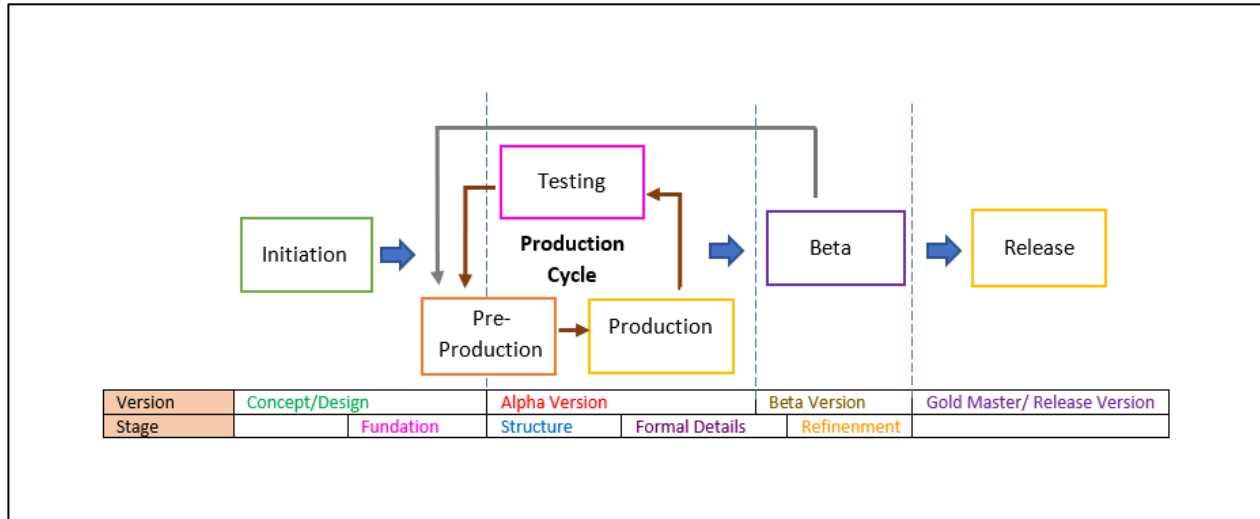 Testing
Initiation
Production
Cycle
Beta
Release
Pre-
Production
Production
Version Concept/Design Alpha Version Beta Version Gold Master/ Release Version
Stage Fundation Structure Formal Details Refinenment